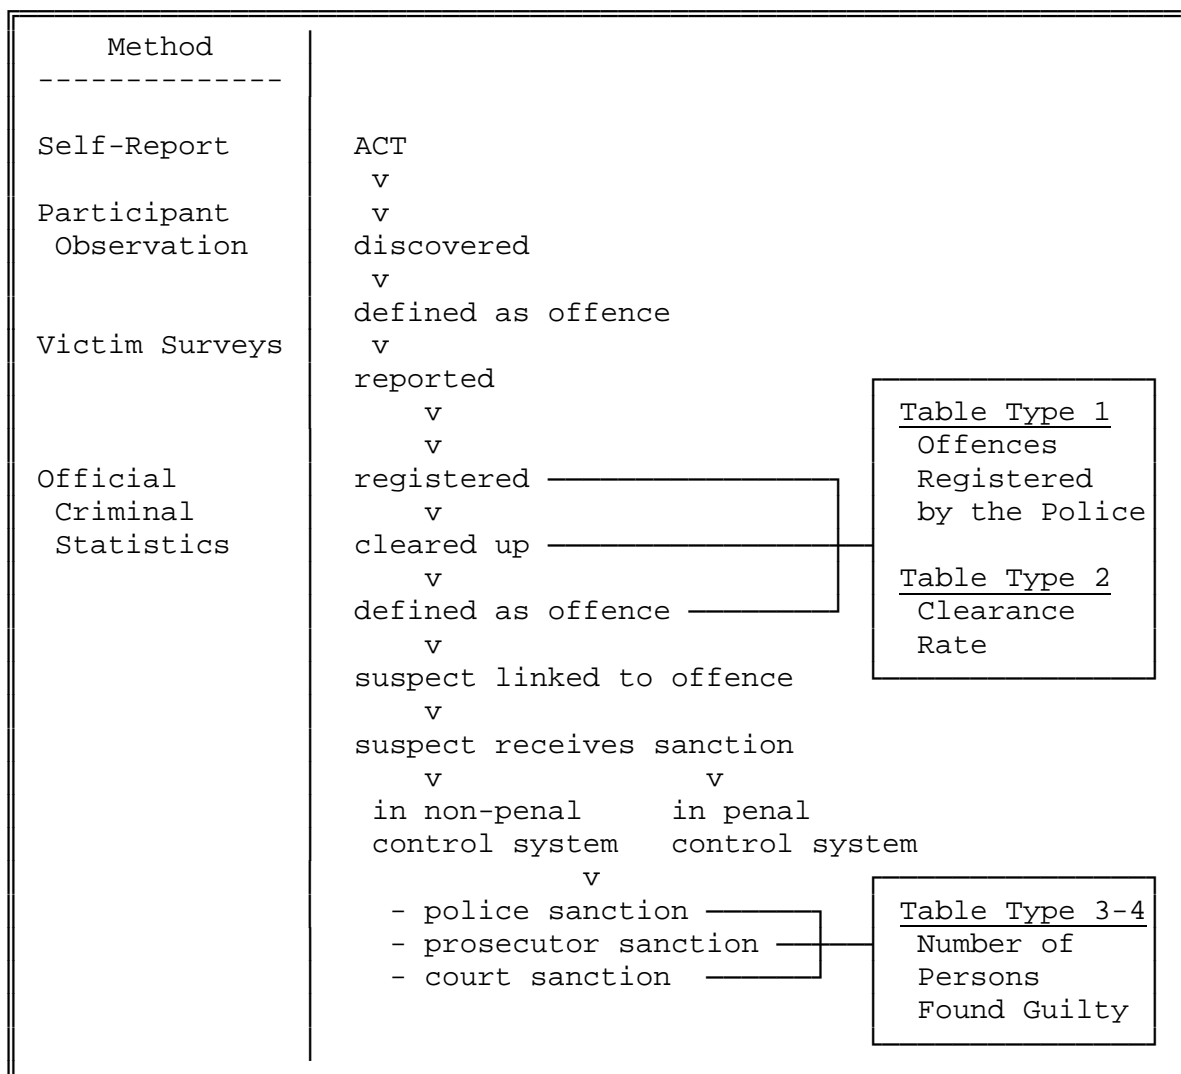 Method
--------------
Self-Report ACT
v
Participant v
Observation discovered
v
defined as offence
Victim Surveys v
reported
v Table Type 1
v Offences
Official registered Registered
Criminal v by the Police
Statistics cleared up
v Table Type 2
defined as offence Clearance
v Rate
suspect linked to offence
v
suspect receives sanction
v v
in non-penal in penal
control system control system
v
- police sanction Table Type 3-4
- prosecutor sanction Number of
- court sanction Persons
Found Guilty